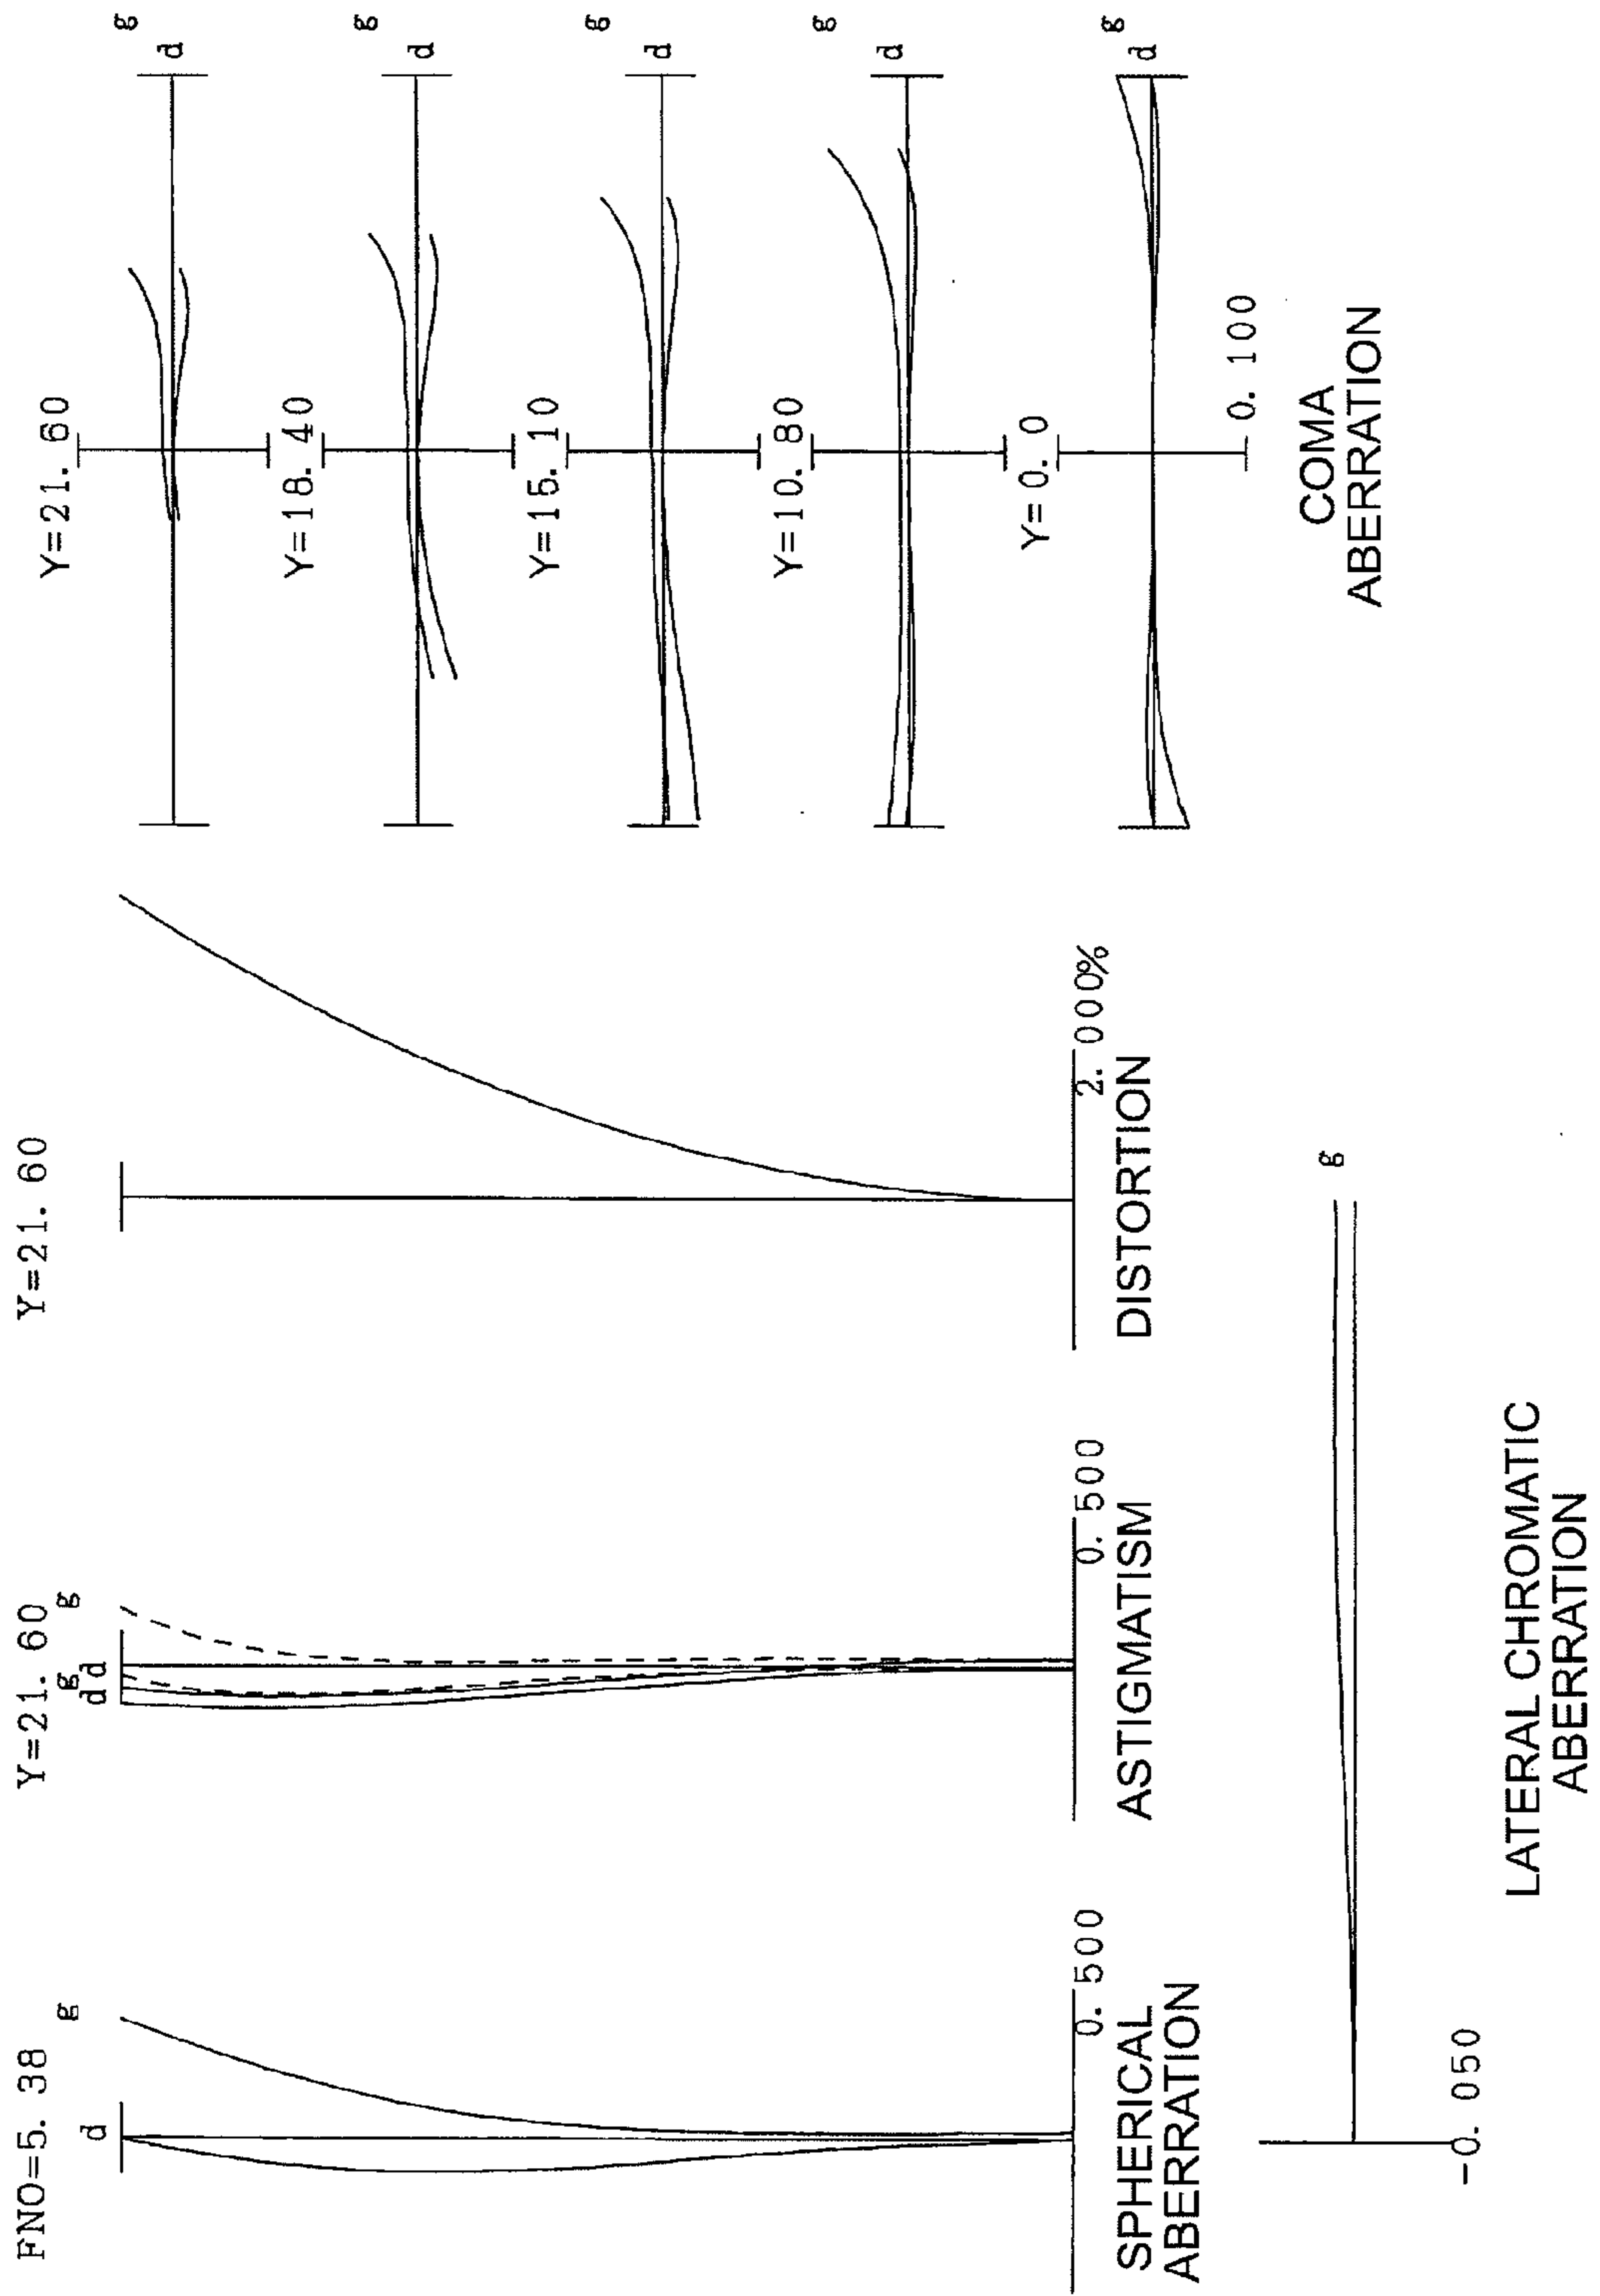 FNO=5. 38
d
g
0. 500
SPHERICAL
ABERRATION
Y=21. 60
d
g
d
g
0. 500
ASTIGMATISM
Y=21. 60
2. 000%
DISTORTION
Y=21. 60
g
d
Y=18. 40
g
d
Y=15. 10
g
d
Y=10. 80
g
d
Y=0. 0
g
d
0. 100
COMA
ABERRATION
g
-0. 050
LATERAL CHROMATIC
ABERRATION